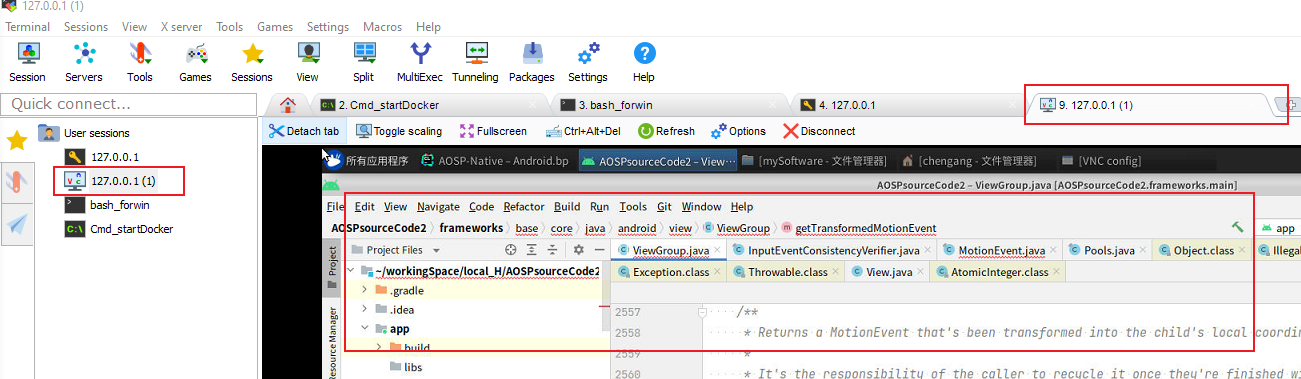 127.0.0.1 (1)
Terminal Sessions View X server Tools Games Settings Macros Help
Session Servers Tools Games Sessions View Split MultiExec Tunneling Packages Settings Help
Quick connect...
2. Cmd_startDocker 3. bash_forwin 4. 127.0.0.1 9. 127.0.0.1 (1)
Detach tab Toggle scaling Fullscreen Ctrl+Alt+Del Refresh Options Disconnect
User sessions
127.0.0.1
127.0.0.1 (1)
bash_forwin
Cmd_startDocker
所有应用程序 AOSP-Native – Android.bp AOSPsourceCode2 – View… [mySoftware - 文件管理器] [chengang - 文件管理器] [VNC config]
AOSPsourceCode2 – ViewGroup.java [AOSPsourceCode2.frameworks.main]
File Edit View Navigate Code Refactor Build Run Tools Git Window Help
AOSPsourceCode2 frameworks base core java android view ViewGroup getTransformedMotionEvent app
Project
Resource Manager
Project Files
~/workingSpace/local_H/AOSPsourceCode2
.gradle
.idea
app
build
libs
ViewGroup.java InputEventConsistencyVerifier.java MotionEvent.java Pools.java Object.class Illega
Exception.class Throwable.class View.java AtomicInteger.class
2557 /**
2558 * Returns a MotionEvent that's been transformed into the child's local coordin
2559 *
2560 * It's the responsibility of the caller to recycle it once they're finished wi